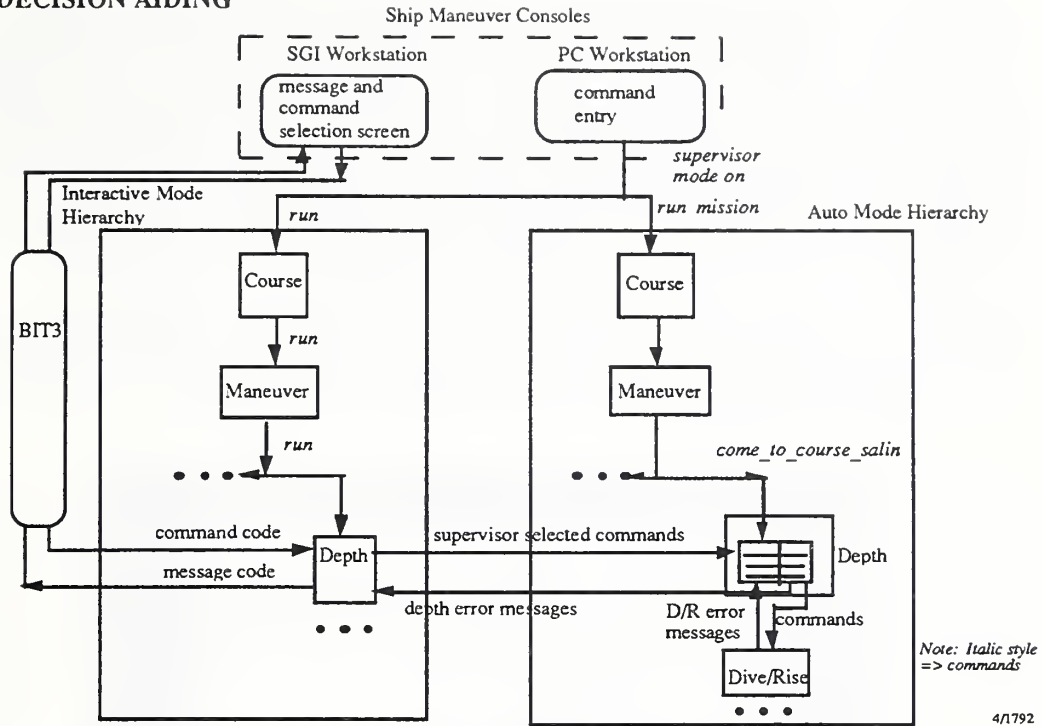 DECISION AIDING
Ship Maneuver Consoles
SGI Workstation
PC Workstation
message and
command
selection screen
command
entry
supervisor
mode on
Interactive Mode
Hierarchy
run
run mission
Auto Mode Hierarchy
BIT3
Course
Course
run
Maneuver
Maneuver
run
come_to_course_salin
command code
supervisor selected commands
Depth
Depth
message code
depth error messages
D/R error
messages
commands
Dive/Rise
Note: Italic style
=> commands
4/1792